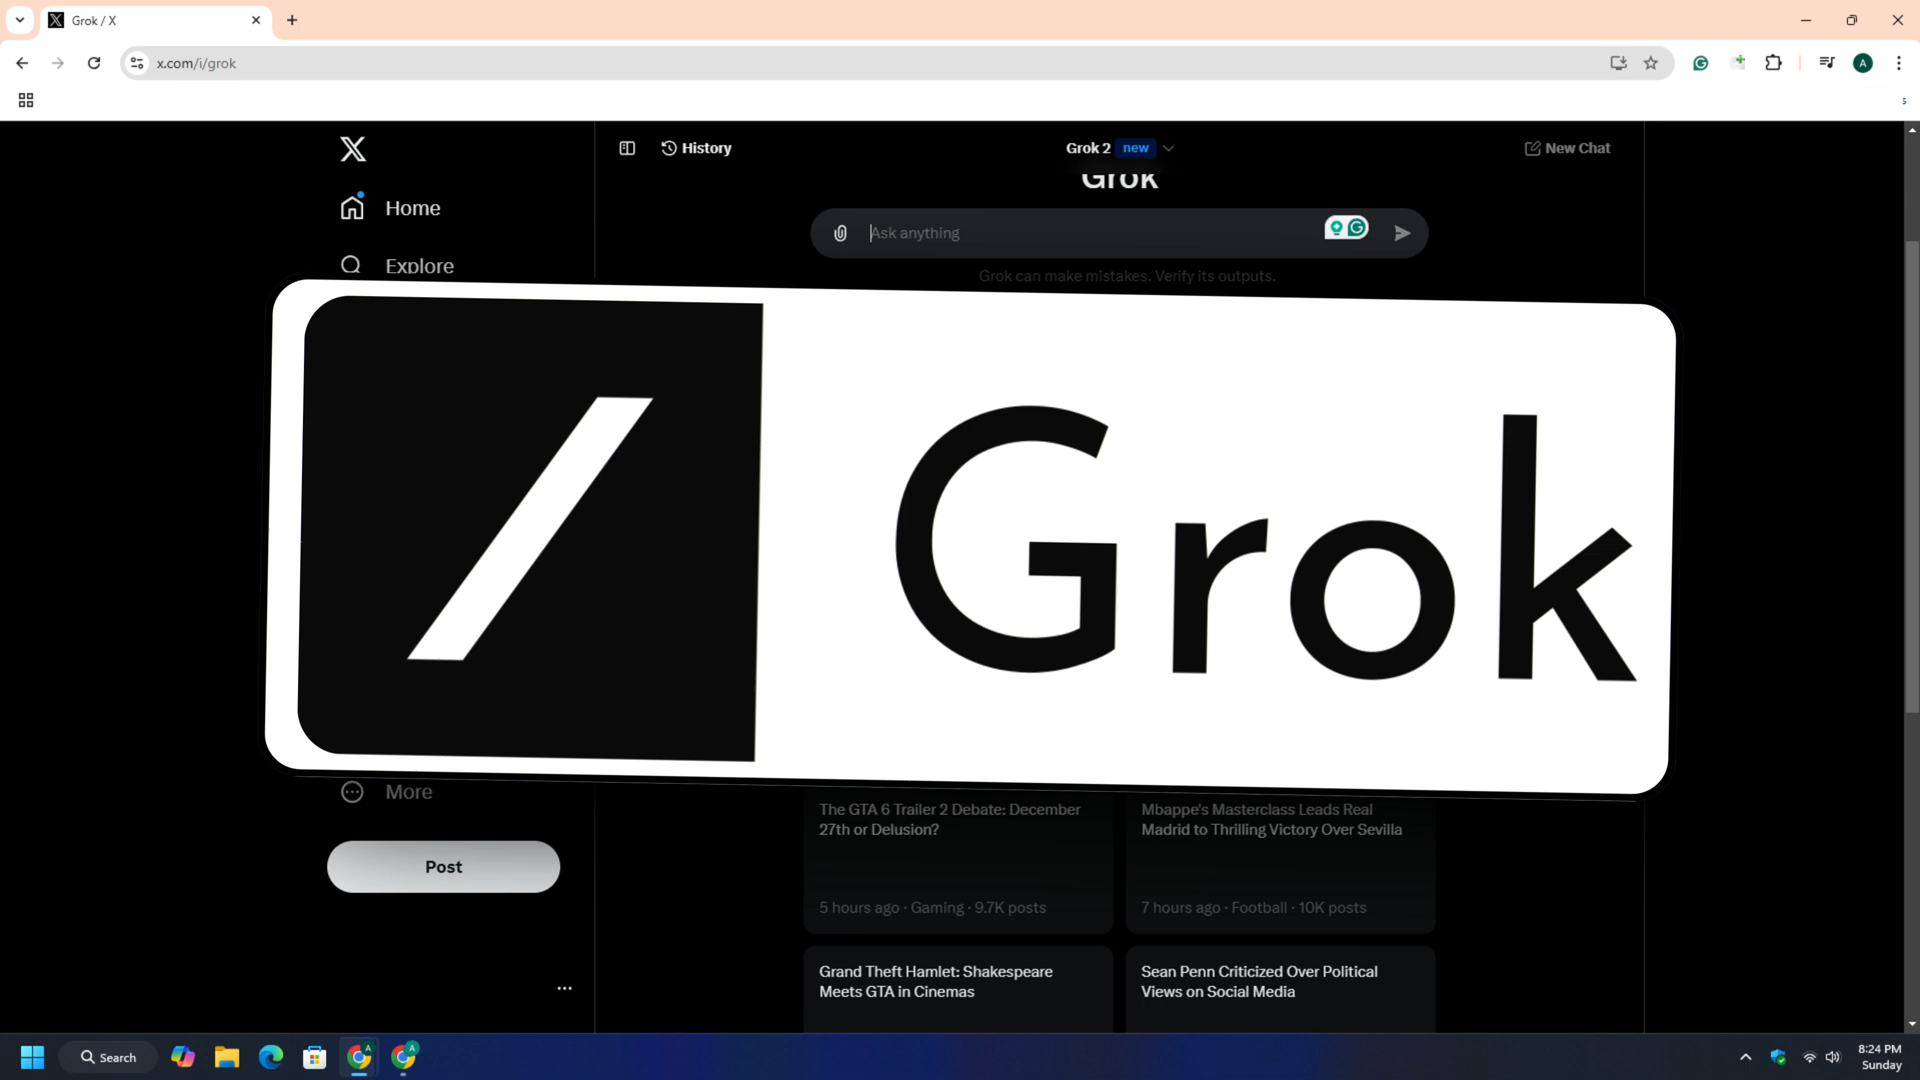 Grok / X
x.com/i/grok
A
History
Grok 2 new
New Chat
Home
Grok
Ask anything
Explore
Grok can make mistakes. Verify its outputs.
Grok
More
The GTA 6 Trailer 2 Debate: December
27th or Delusion?
Mbappe's Masterclass Leads Real
Madrid to Thrilling Victory Over Sevilla
Post
5 hours ago · Gaming · 9.7K posts
7 hours ago · Football · 10K posts
Grand Theft Hamlet: Shakespeare
Meets GTA in Cinemas
Sean Penn Criticized Over Political
Views on Social Media
Search
8:24 PM
Sunday